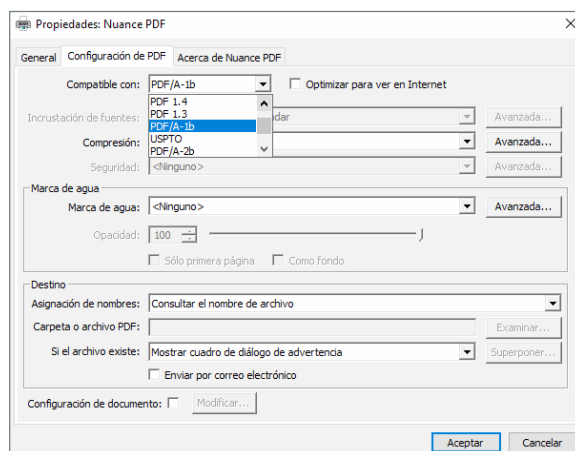 Propiedades: Nuance PDF
General Configuración de PDF Acerca de Nuance PDF
Compatible con: PDF/A-1b Optimizar para ver en Internet
PDF 1.4
PDF 1.3
PDF/A-1b
USPTO
PDF/A-2b
Incrustación de fuentes: Avanzada...
Compresión: Avanzada...
Seguridad: <Ninguno> Avanzada...
Marca de agua
Marca de agua: <Ninguno> Avanzada...
Opacidad: 100
Sólo primera página Como fondo
Destino
Asignación de nombres: Consultar el nombre de archivo
Carpeta o archivo PDF: Examinar...
Si el archivo existe: Mostrar cuadro de diálogo de advertencia Superponer...
Enviar por correo electrónico
Configuración de documento: Modificar...
Aceptar Cancelar